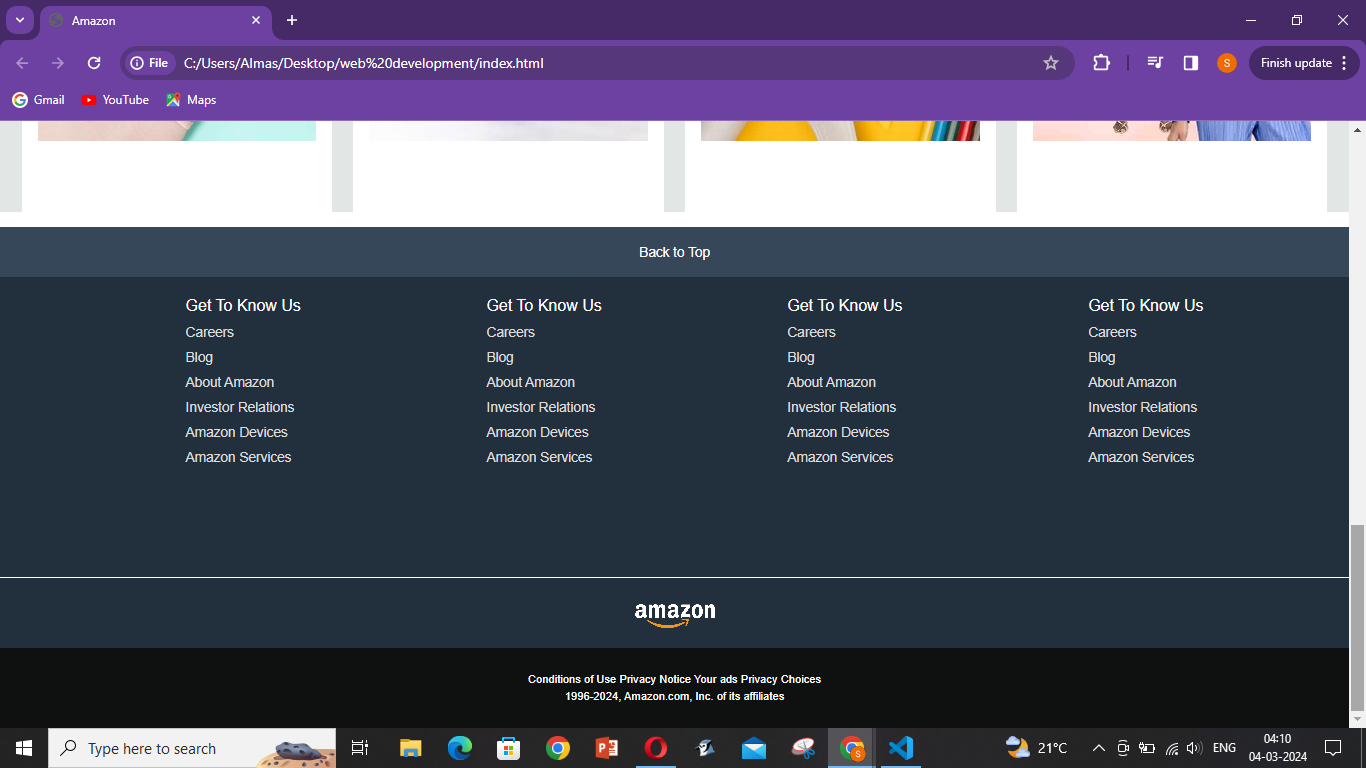 Amazon
File C:/Users/Almas/Desktop/web%20development/index.html S Finish update
Gmail YouTube Maps
Back to Top
Get To Know Us Get To Know Us Get To Know Us Get To Know Us
Careers Careers Careers Careers
Blog Blog Blog Blog
About Amazon About Amazon About Amazon About Amazon
Investor Relations Investor Relations Investor Relations Investor Relations
Amazon Devices Amazon Devices Amazon Devices Amazon Devices
Amazon Services Amazon Services Amazon Services Amazon Services
amazon
Conditions of Use Privacy Notice Your ads Privacy Choices
1996-2024, Amazon.com, Inc. of its affiliates
Type here to search 21°C ENG 04:10
04-03-2024